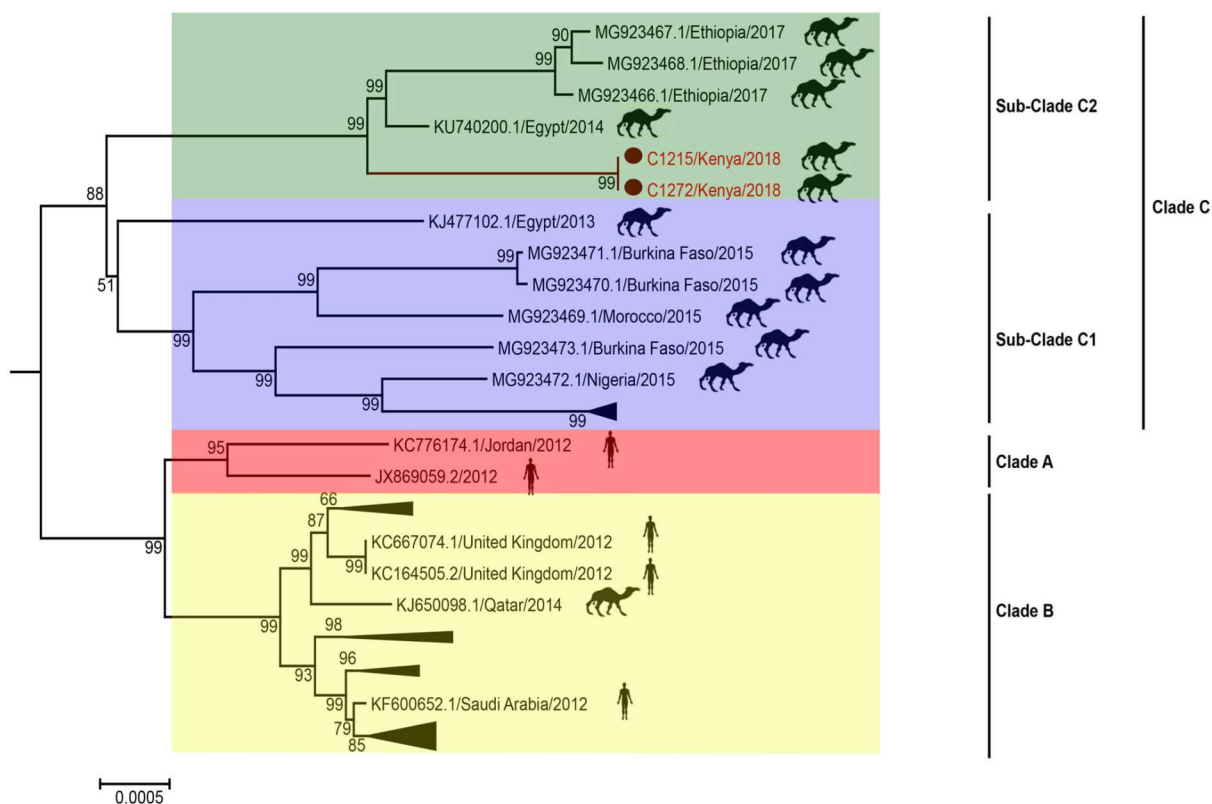 90
MG923467.1/Ethiopia/2017
99
MG923468.1/Ethiopia/2017
99
MG923466.1/Ethiopia/2017
Sub-Clade C2
99
KU740200.1/Egypt/2014
C1215/Kenya/2018
99
C1272/Kenya/2018
88
Clade C
KJ477102.1/Egypt/2013
99
MG923471.1/Burkina Faso/2015
99
MG923470.1/Burkina Faso/2015
51
MG923469.1/Morocco/2015
99
MG923473.1/Burkina Faso/2015
Sub-Clade C1
99
MG923472.1/Nigeria/2015
99
99
95
KC776174.1/Jordan/2012
Clade A
JX869059.2/2012
66
87
KC667074.1/United Kingdom/2012
99
99
KC164505.2/United Kingdom/2012
99
KJ650098.1/Qatar/2014
Clade B
99
98
93
96
99
KF600652.1/Saudi Arabia/2012
79
85
0.0005